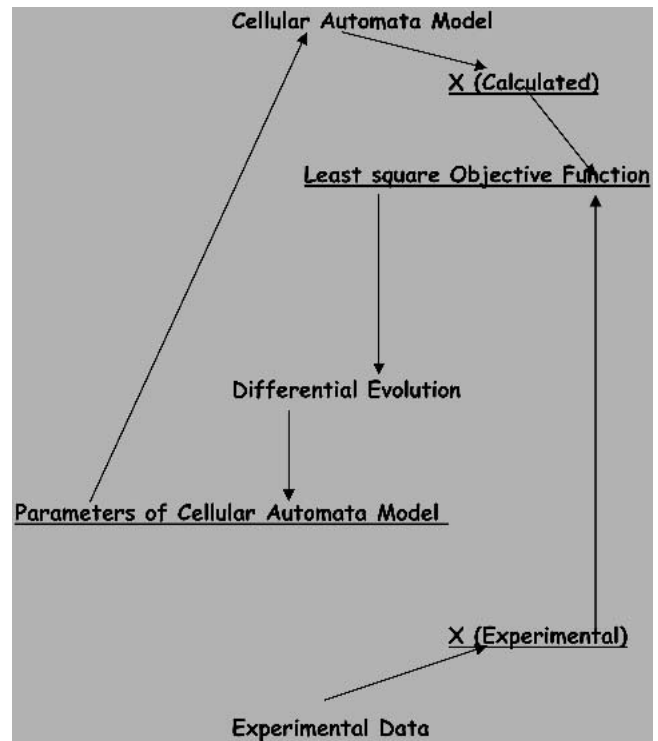 Cellular Automata Model
X (Calculated)
Least square Objective Function
Differential Evolution
Parameters of Cellular Automata Model
X (Experimental)
Experimental Data